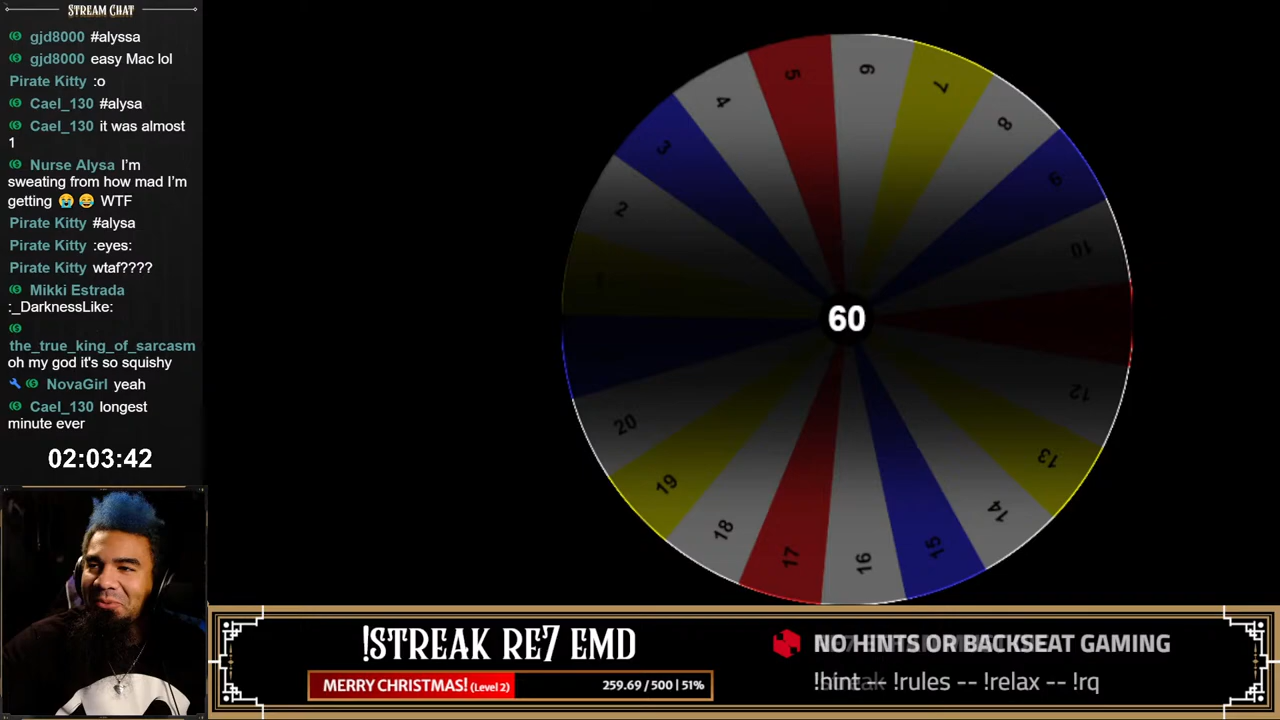 STREAM CHAT
gjd8000 #alyssa
gjd8000 easy Mac lol
Pirate Kitty :o
Cael_130 #alysa
Cael_130 it was almost
1
Nurse Alysa I'm
sweating from how mad I'm
getting 😭 😂 WTF
Pirate Kitty #alysa
Pirate Kitty :eyes:
Pirate Kitty wtaf????
Mikki Estrada
:_DarknessLike:
the_true_king_of_sarcasm
oh my god it's so squishy
NovaGirl yeah
Cael_130 longest
minute ever
02:03:42
1
2
3
4
5
6
7
8
9
10
12
13
14
15
16
17
18
19
20
60
!STREAK RE7 EMD
MERRY CHRISTMAS! (Level 2) 259.69 / 500 | 51%
NO HINTS OR BACKSEAT GAMING
!hint -- !rules -- !relax -- !rq